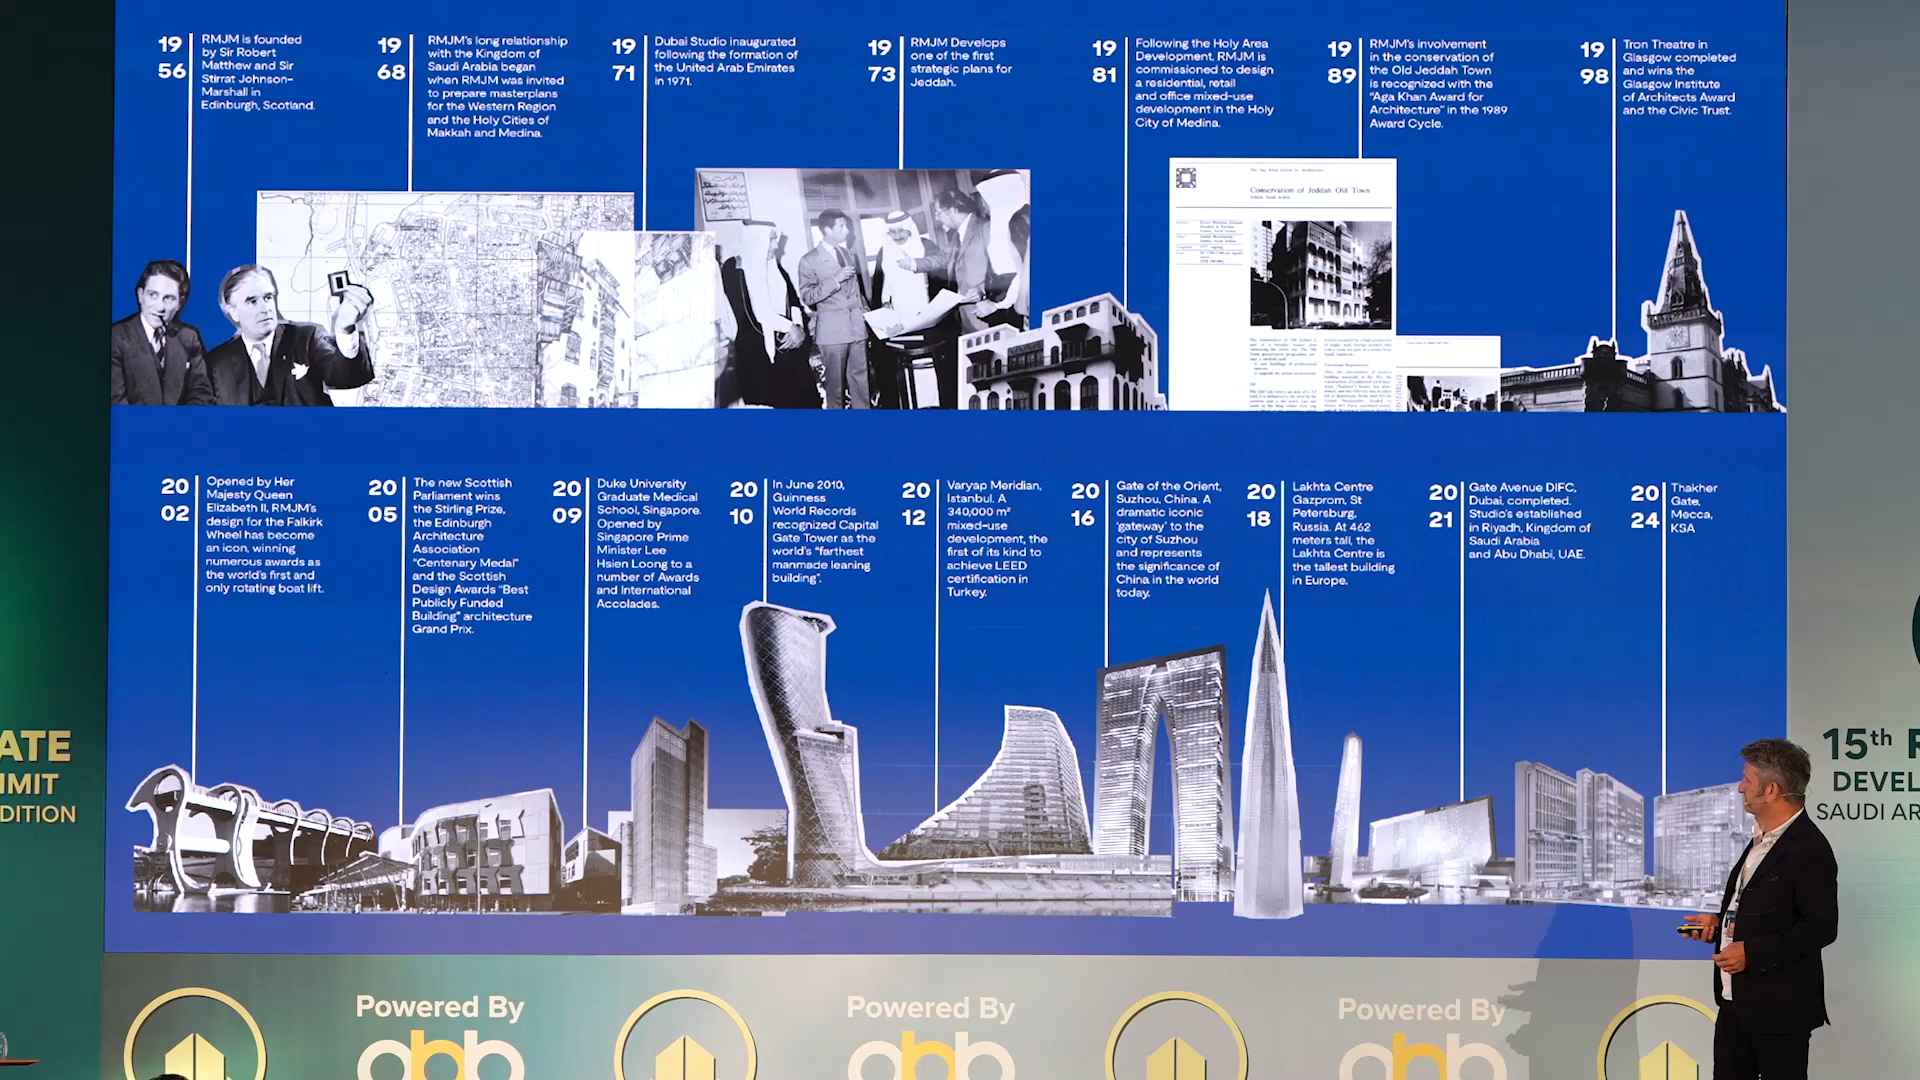 19
56
RMJM is founded
by Sir Robert
Matthew and Sir
Stirrat Johnson-
Marshall in
Edinburgh, Scotland.
19
68
RMJM's long relationship
with the Kingdom of
Saudi Arabia began
when RMJM was invited
to prepare masterplans
for the Western Region
and the Holy Cities of
Makkah and Medina.
19
71
Dubai Studio inaugurated
following the formation of
the United Arab Emirates
in 1971.
19
73
RMJM Develops
one of the first
strategic plans for
Jeddah.
19
81
Following the Holy Area
Development, RMJM is
commissioned to design
a residential, retail
and office mixed-use
development in the Holy
City of Medina.
19
89
RMJM's involvement
in the conservation of
the Old Jeddah Town
is recognized with the
"Aga Khan Award for
Architecture" in the 1989
Award Cycle.
19
98
Tron Theatre in
Glasgow completed
and wins the
Glasgow Institute
of Architects Award
and the Civic Trust.
Conservation of Jeddah Old Town
20
02
Opened by Her
Majesty Queen
Elizabeth II, RMJM's
design for the Falkirk
Wheel has become
an icon, winning
numerous awards as
the world's first and
only rotating boat lift.
20
05
The new Scottish
Parliament wins
the Stirling Prize,
the Edinburgh
Architecture
Association
"Centenary Medal"
and the Scottish
Design Awards "Best
Publicly Funded
Building" architecture
Grand Prix.
20
09
Duke University
Graduate Medical
School, Singapore.
Opened by
Singapore Prime
Minister Lee
Hsien Loong to a
number of Awards
and International
Accolades.
20
10
In June 2010,
Guinness
World Records
recognized Capital
Gate Tower as the
world's "farthest
manmade leaning
building".
20
12
Varyap Meridian,
Istanbul. A
340,000 m²
mixed-use
development, the
first of its kind to
achieve LEED
certification in
Turkey.
20
16
Gate of the Orient,
Suzhou, China. A
dramatic iconic
'gateway' to the
city of Suzhou
and represents
the significance of
China in the world
today.
20
18
Lakhta Centre
Gazprom, St
Petersburg,
Russia. At 462
meters tall, the
Lakhta Centre is
the tallest building
in Europe.
20
21
Gate Avenue DIFC,
Dubai, completed.
Studio's established
in Riyadh, Kingdom of
Saudi Arabia
and Abu Dhabi, UAE.
20
24
Thakher
Gate,
Mecca,
KSA
ATE
IMIT
DITION
15th
DEVEL
SAUDI AR
Powered By
Powered By
Powered By